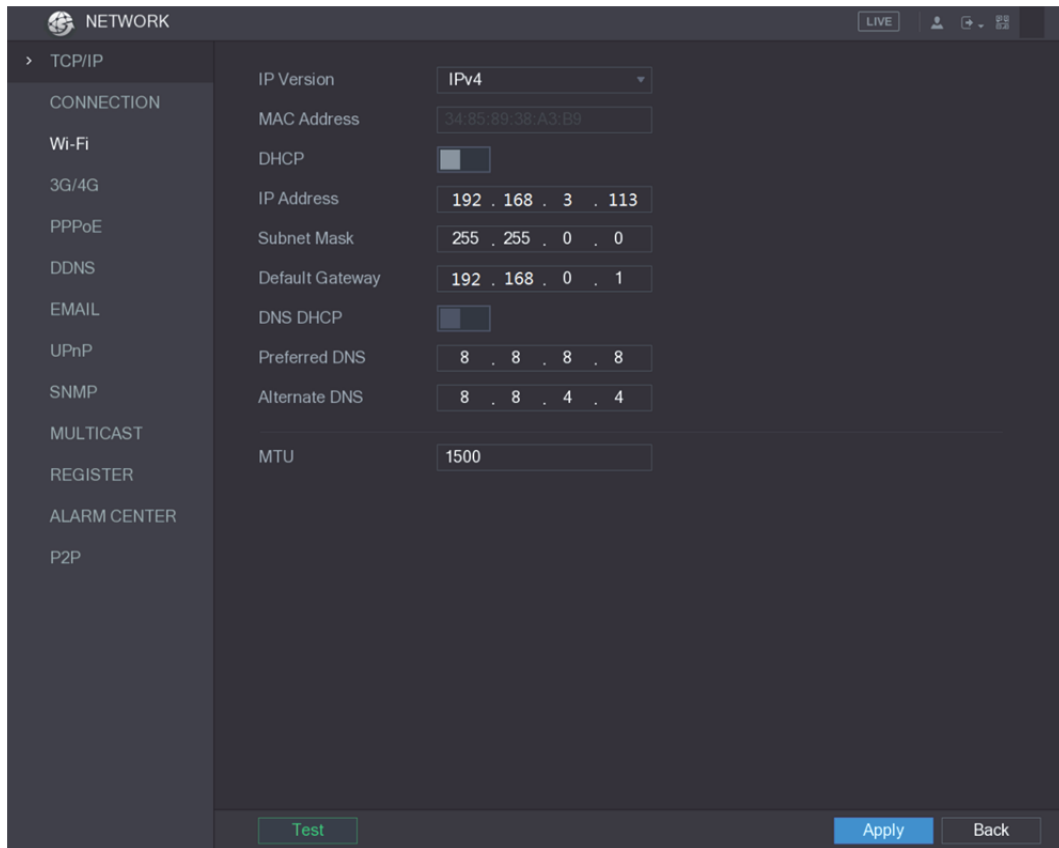 NETWORK
LIVE
TCP/IP
CONNECTION
Wi-Fi
3G/4G
PPPoE
DDNS
EMAIL
UPnP
SNMP
MULTICAST
REGISTER
ALARM CENTER
P2P
IP Version IPv4
MAC Address 34:85:89:38:A3:B9
DHCP
IP Address 192 . 168 . 3 . 113
Subnet Mask 255 . 255 . 0 . 0
Default Gateway 192 . 168 . 0 . 1
DNS DHCP
Preferred DNS 8 . 8 . 8 . 8
Alternate DNS 8 . 8 . 4 . 4
MTU 1500
Test Apply Back